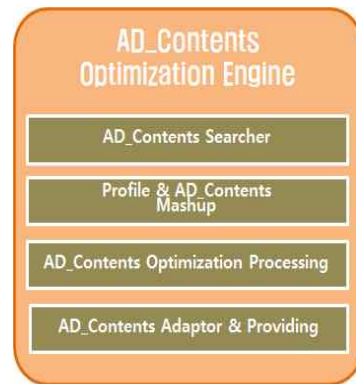 AD_Contents
Optimization Engine
AD_Contents Searcher
Profile & AD_Contents
Mashup
AD_Contents Optimization Processing
AD_Contents Adaptor & Providing